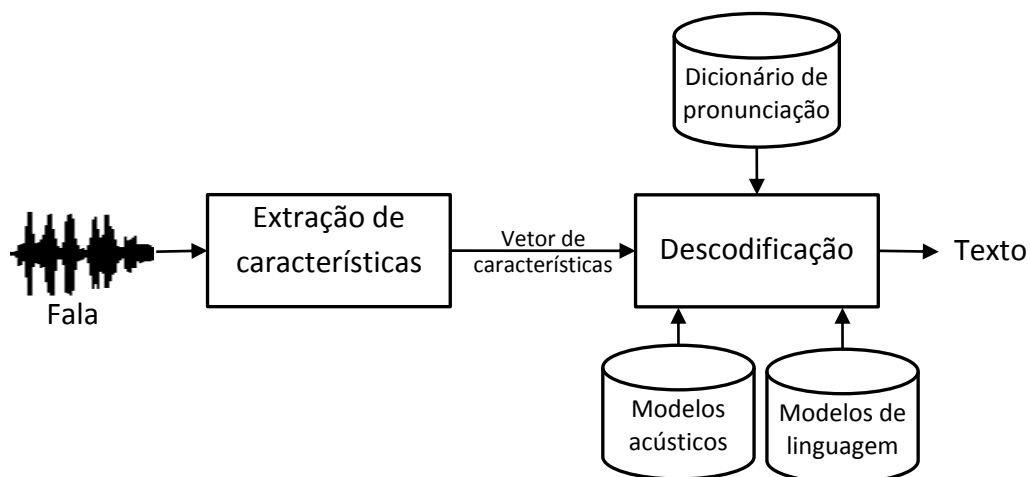 Dicionário de
pronunciação
Extração de
características
Vetor de
características
Descodificação
Texto
Fala
Modelos
acústicos
Modelos de
linguagem